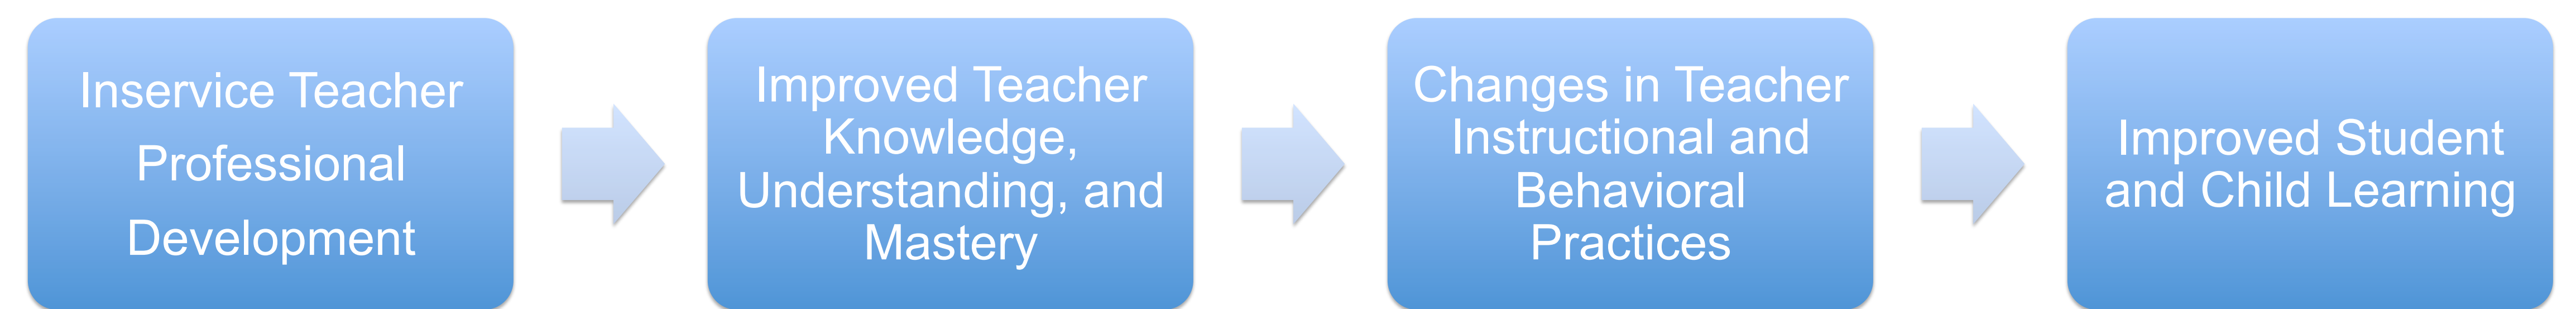 Inservice Teacher
Professional
Development
Improved Teacher
Knowledge,
Understanding, and
Mastery
Changes in Teacher
Instructional and
Behavioral
Practices
Improved Student
and Child Learning